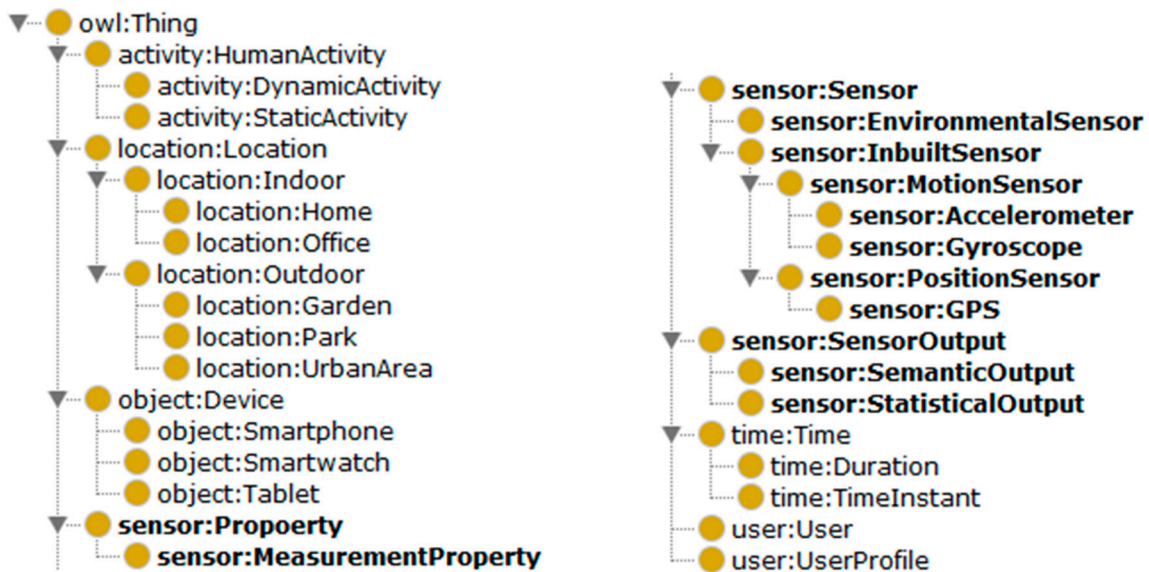 owl:Thing
activity:HumanActivity
activity:DynamicActivity
activity:StaticActivity
location:Location
location:Indoor
location:Home
location:Office
location:Outdoor
location:Garden
location:Park
location:UrbanArea
object:Device
object:Smartphone
object:Smartwatch
object:Tablet
sensor:Propoerty
sensor:MeasurementProperty
sensor:Sensor
sensor:EnvironmentalSensor
sensor:InbuiltSensor
sensor:MotionSensor
sensor:Accelerometer
sensor:Gyroscope
sensor:PositionSensor
sensor:GPS
sensor:SensorOutput
sensor:SemanticOutput
sensor:StatisticalOutput
time:Time
time:Duration
time:TimeInstant
user:User
user:UserProfile